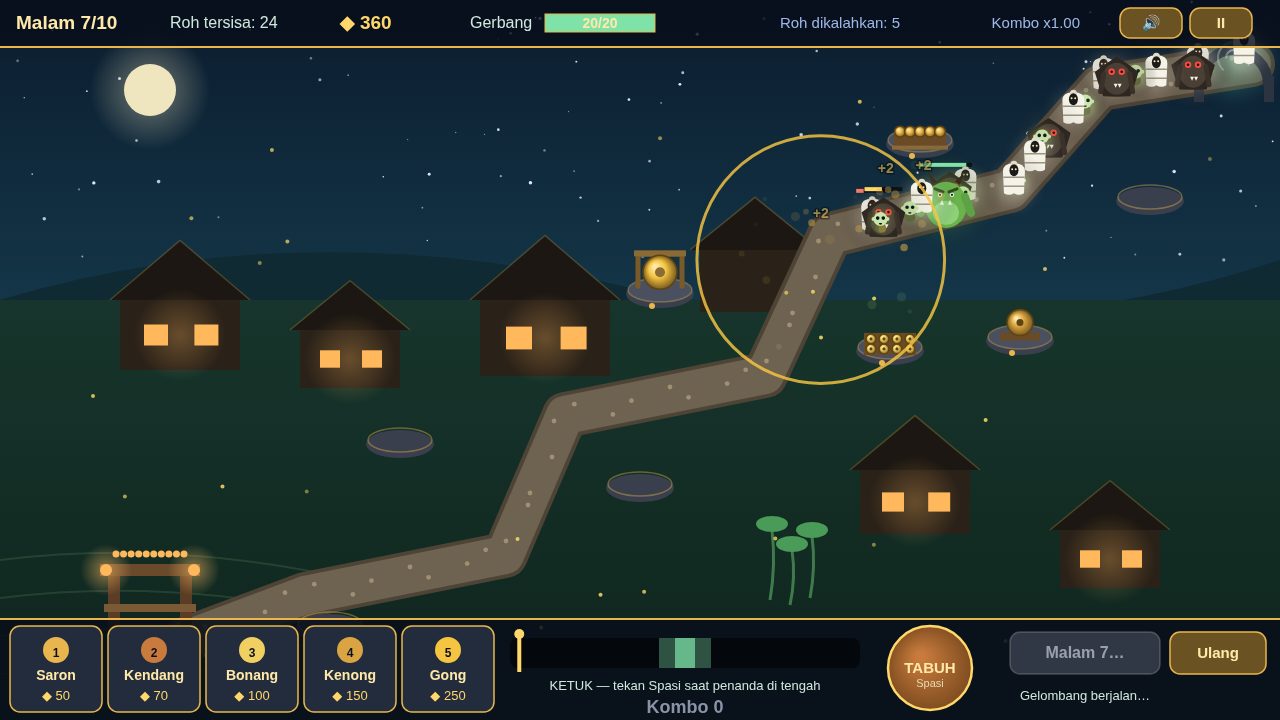 Malam 7/10
Roh tersisa: 24
◆ 360
Gerbang 20/20
Roh dikalahkan: 5
Kombo x1.00
+2
+2
+2
1
Saron
◆ 50
2
Kendang
◆ 70
3
Bonang
◆ 100
4
Kenong
◆ 150
5
Gong
◆ 250
KETUK — tekan Spasi saat penanda di tengah
Kombo 0
TABUH
Spasi
Malam 7…
Ulang
Gelombang berjalan…